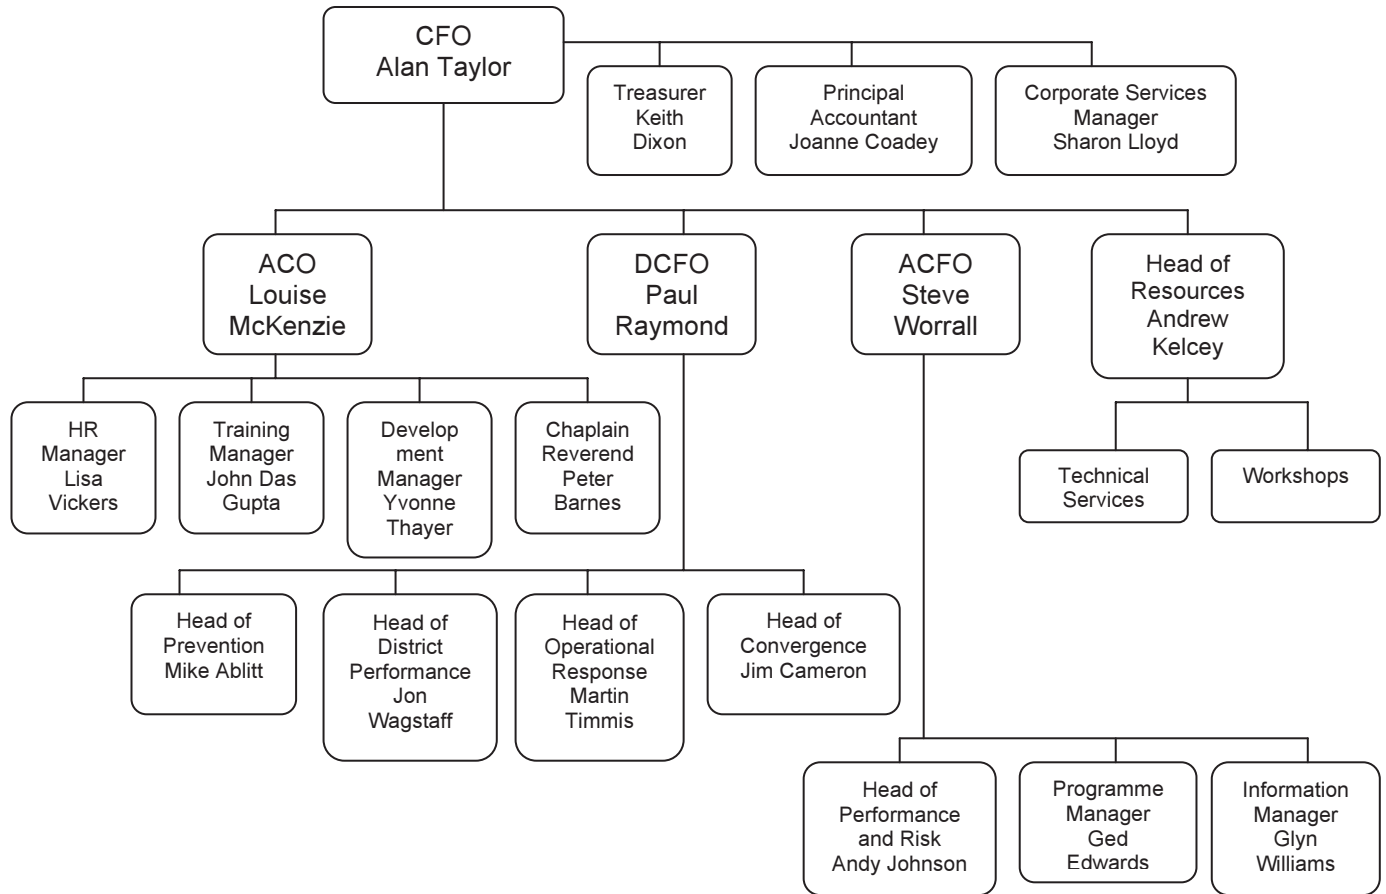 CFO
Alan Taylor
Treasurer
Keith
Dixon
Principal
Accountant
Joanne Coadey
Corporate Services
Manager
Sharon Lloyd
ACO
Louise
McKenzie
DCFO
Paul
Raymond
ACFO
Steve
Worrall
Head of
Resources
Andrew
Kelcey
HR
Manager
Lisa
Vickers
Training
Manager
John Das
Gupta
Develop
ment
Manager
Yvonne
Thayer
Chaplain
Reverend
Peter
Barnes
Technical
Services
Workshops
Head of
Prevention
Mike Ablitt
Head of
District
Performance
Jon
Wagstaff
Head of
Operational
Response
Martin
Timmis
Head of
Convergence
Jim Cameron
Head of
Performance
and Risk
Andy Johnson
Programme
Manager
Ged
Edwards
Information
Manager
Glyn
Williams